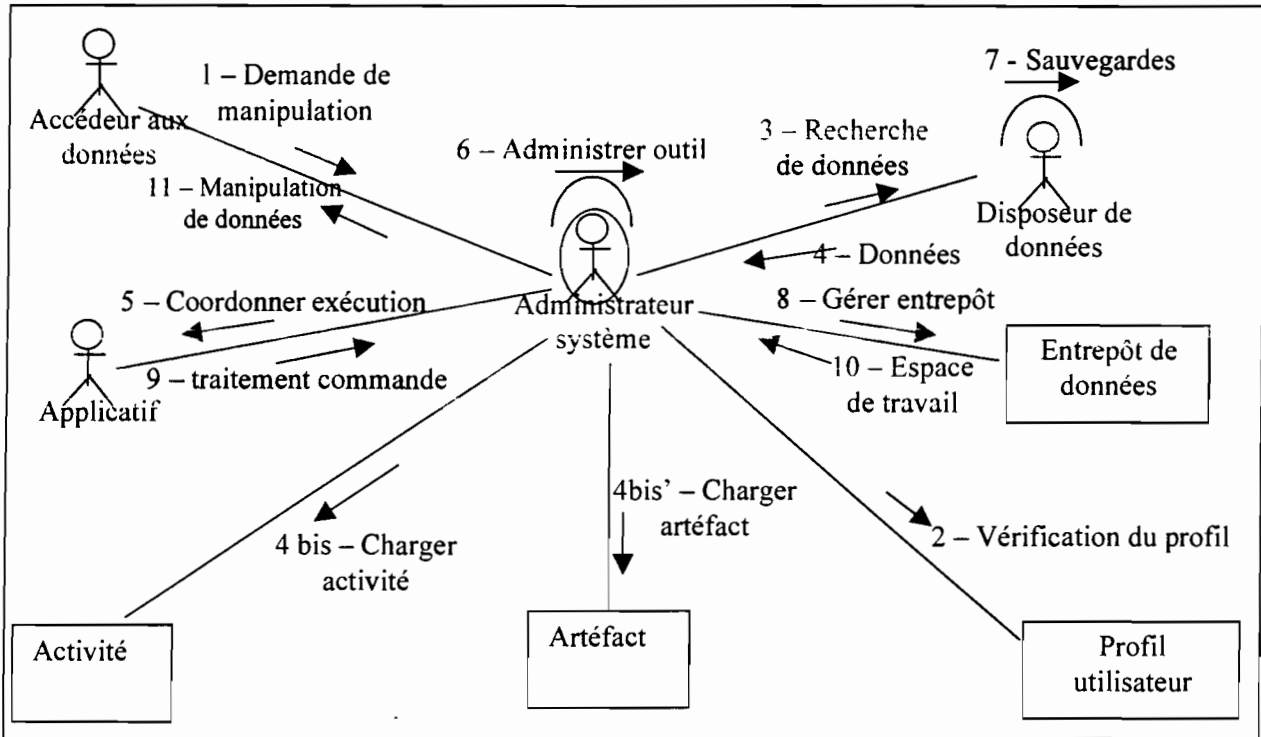 1 – Demande de
manipulation
7 - Sauvegardes
Accédeur aux
données
6 – Administrer outil
3 – Recherche
de données
11 – Manipulation
de données
Disposeur de
données
4 – Données
5 – Coordonner exécution
Administrateur
système
8 – Gérer entrepôt
Entrepôt de
données
9 – traitement commande
10 – Espace
de travail
Applicatif
4bis’ – Charger
artéfact
4 bis – Charger
activité
2 – Vérification du profil
Activité
Artéfact
Profil
utilisateur